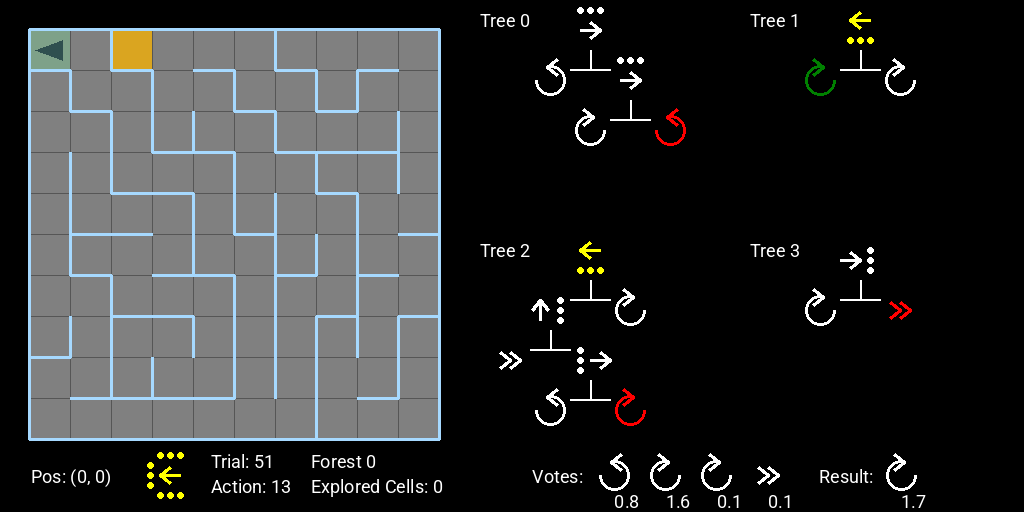 Tree 0
Tree 1
Tree 2
Tree 3
Pos: (0, 0)
Trial: 51
Forest 0
Action: 13
Explored Cells: 0
Votes:
0.8
1.6
0.1
0.1
Result:
1.7